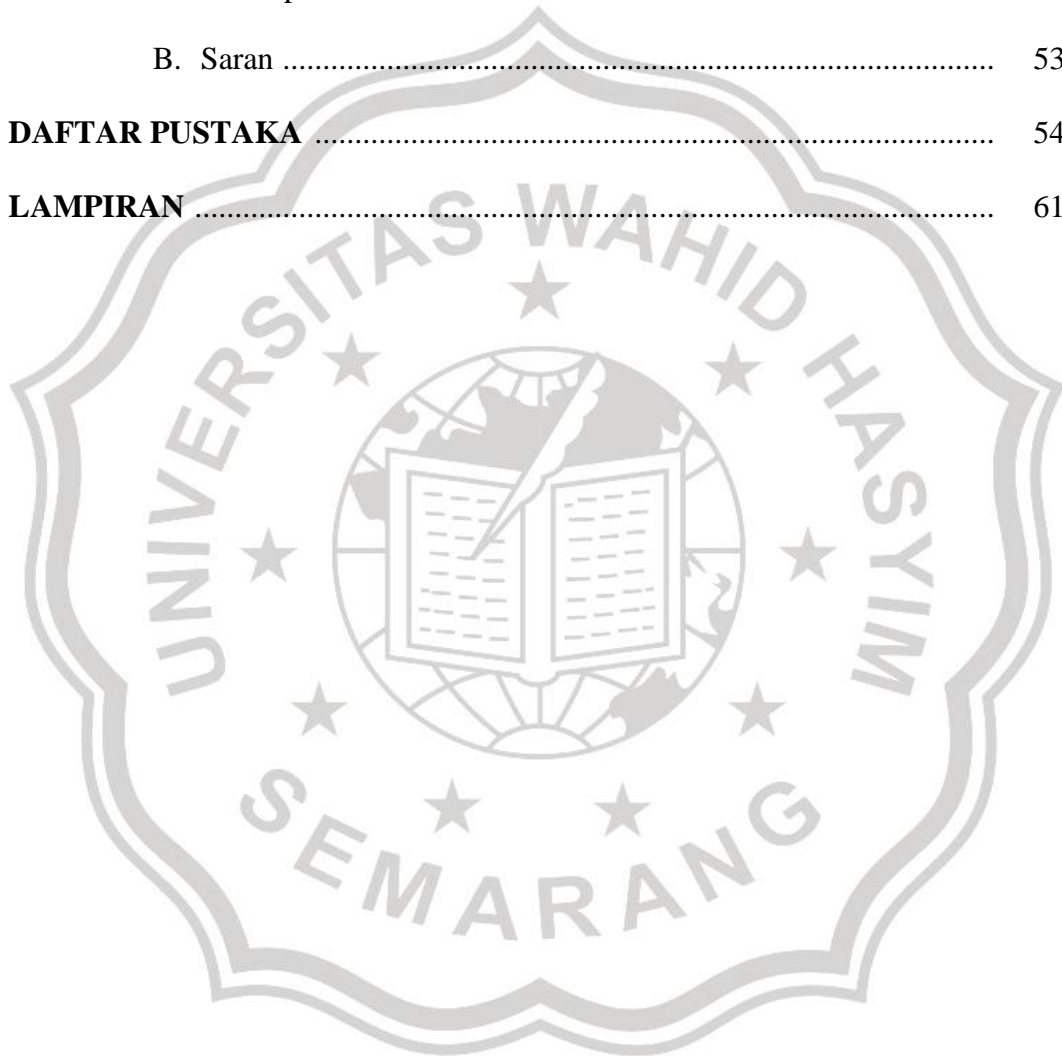 B. Saran ........................................................................... 53
DAFTAR PUSTAKA ........................................................................ 54
LAMPIRAN ..................................................................................... 61
UNIVERSITAS WAHID HASYIM
SEMARANG